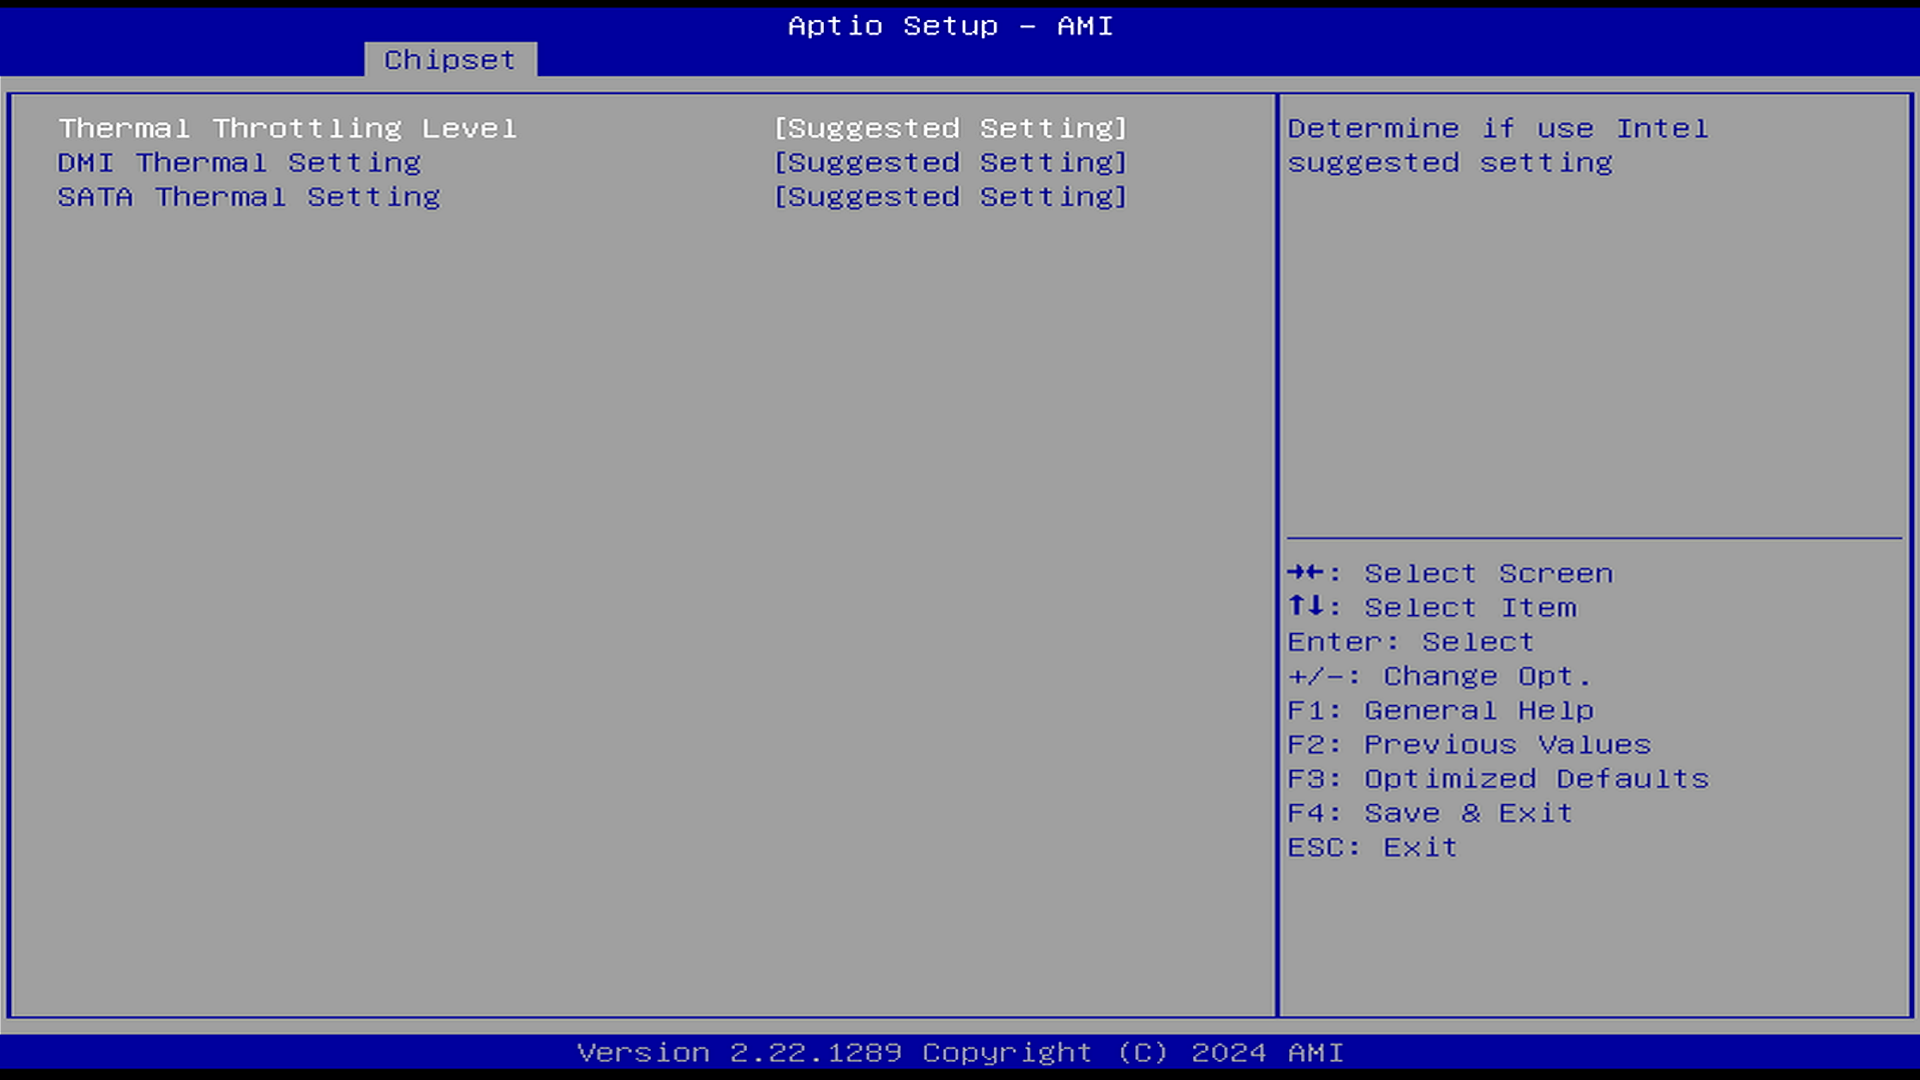 Aptio Setup - AMI
Chipset
Thermal Throttling Level [Suggested Setting]
DMI Thermal Setting [Suggested Setting]
SATA Thermal Setting [Suggested Setting]
Determine if use Intel
suggested setting
→←: Select Screen
↑↓: Select Item
Enter: Select
+/-: Change Opt.
F1: General Help
F2: Previous Values
F3: Optimized Defaults
F4: Save & Exit
ESC: Exit
Version 2.22.1289 Copyright (C) 2024 AMI